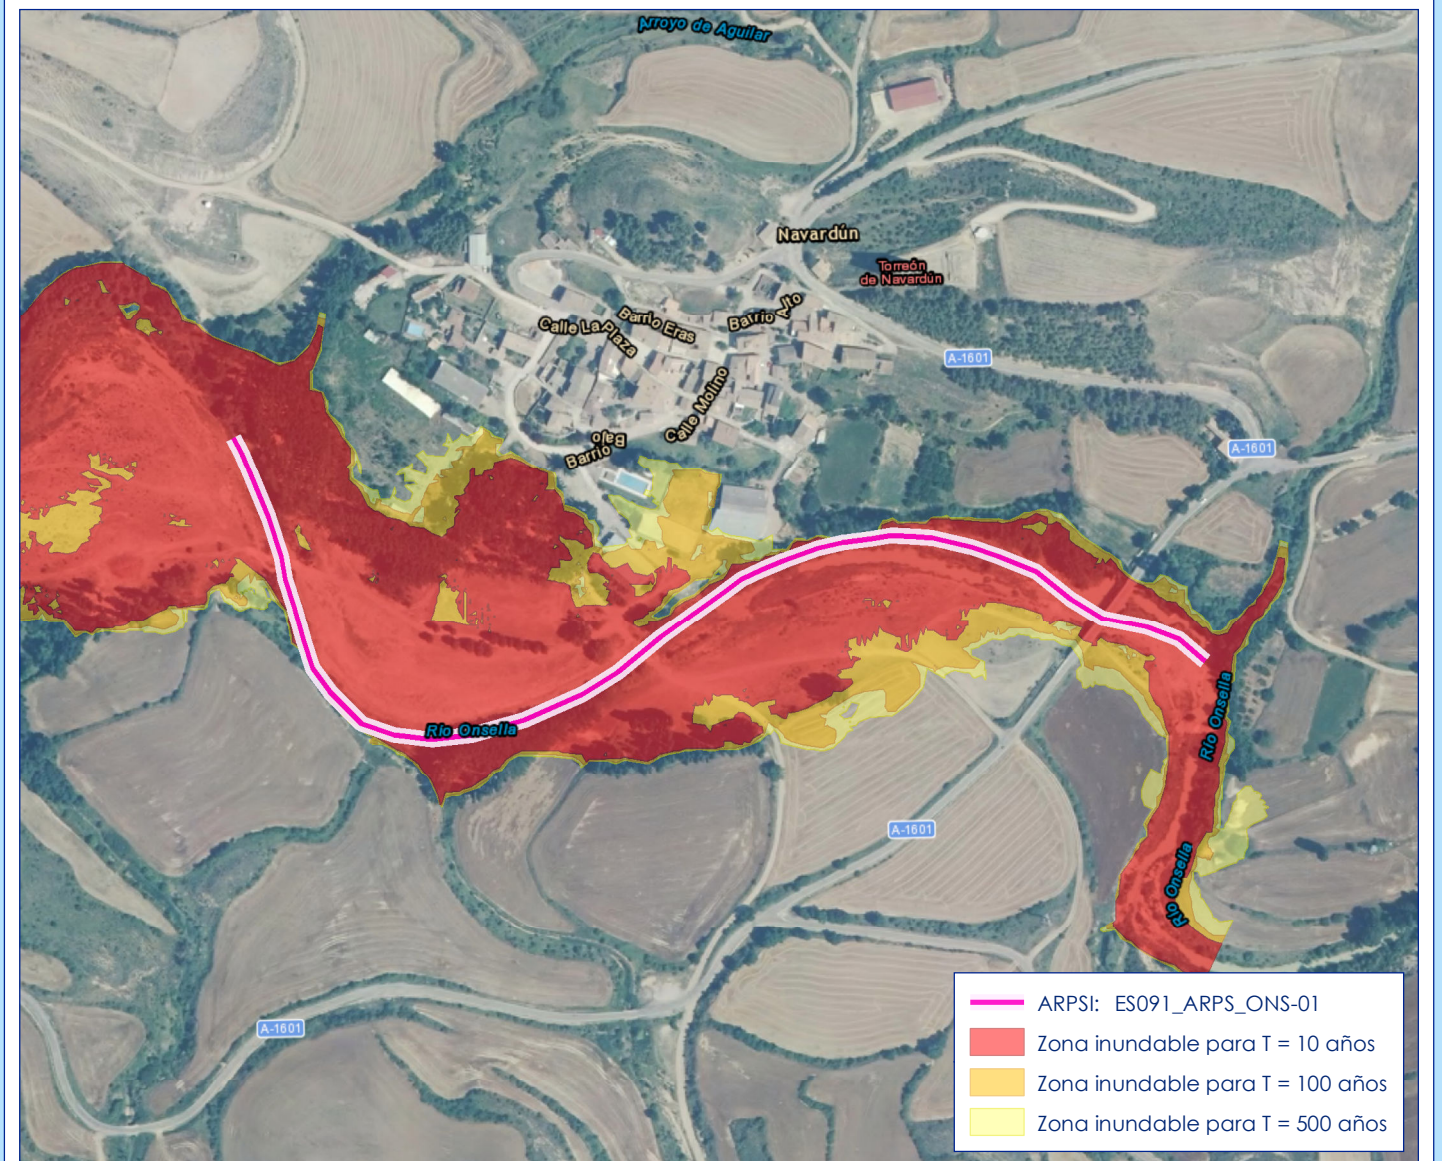 Arroyo de Aguilar
Navardún
Torreón
de Navardún
Calle La Plaza
Barrio Eras
Barrio Alto
A-1601
Calle Molino
Barrio Bajo
A-1601
Río Onsella
Río Onsella
A-1601
Río Onsella
A-1601
ARPSI: ES091_ARPS_ONS-01
Zona inundable para T = 10 años
Zona inundable para T = 100 años
Zona inundable para T = 500 años